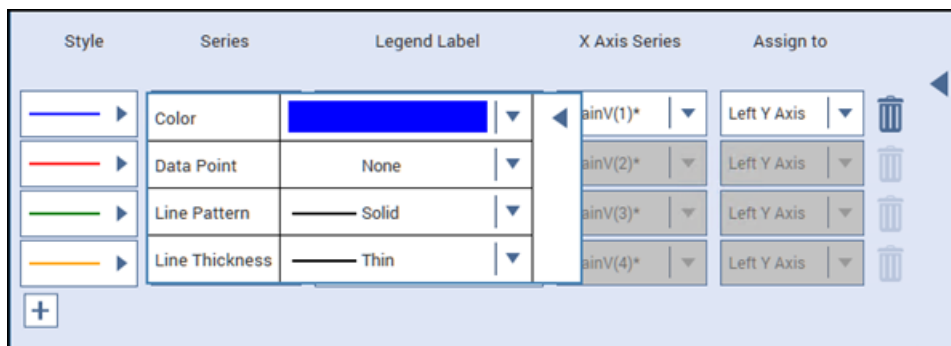 Style Series Legend Label X Axis Series Assign to
Color ainV(1)* Left Y Axis
Data Point None ainV(2)* Left Y Axis
Line Pattern Solid ainV(3)* Left Y Axis
Line Thickness Thin ainV(4)* Left Y Axis
+